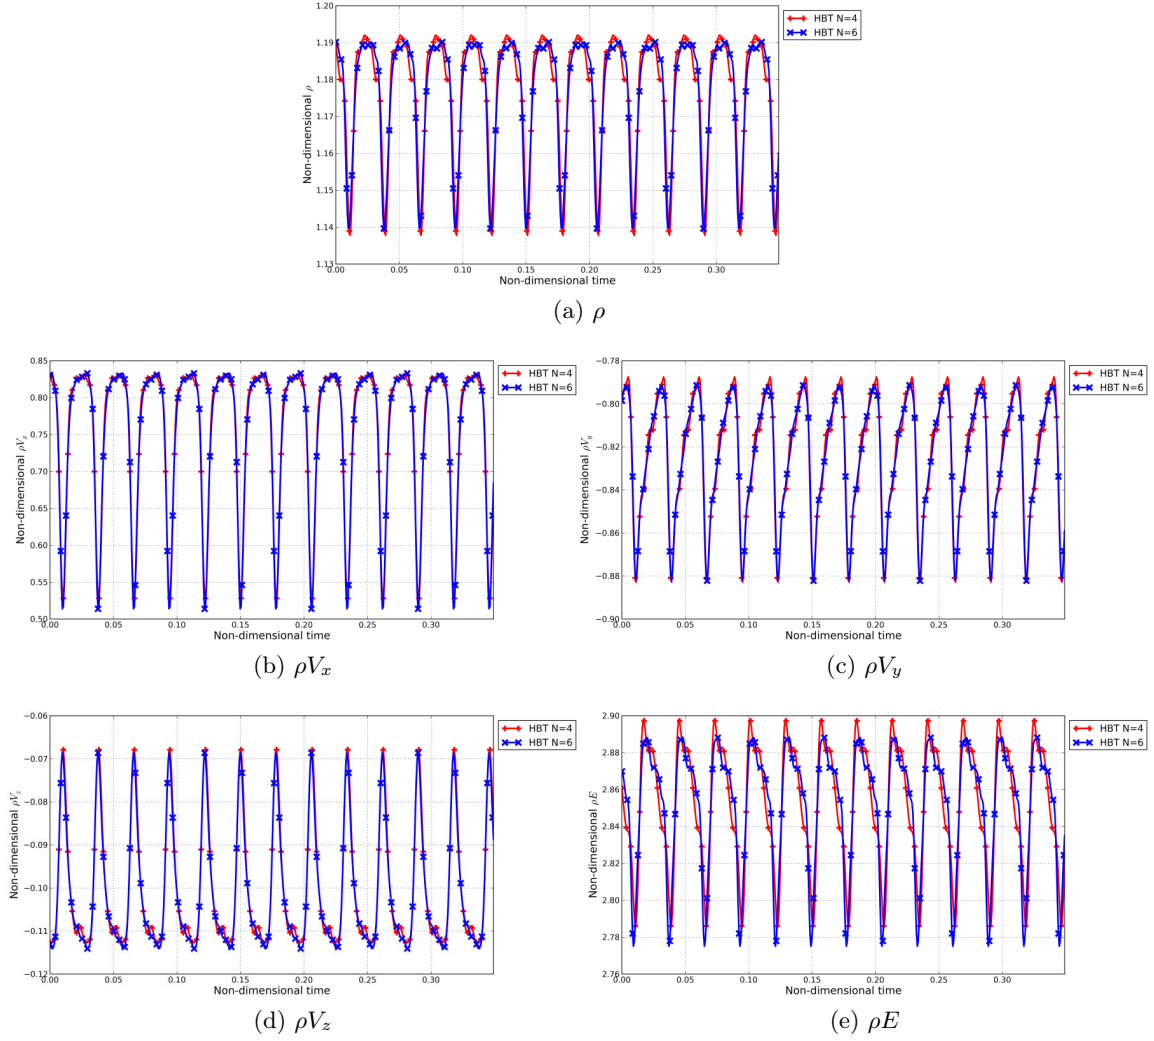 1.20
1.19
1.18
1.17
1.16
1.15
1.14
1.13
Non-dimensional ρ
0.00 0.05 0.10 0.15 0.20 0.25 0.30
Non-dimensional time
HBT N=4
HBT N=6
(a) ρ
0.85
0.80
0.75
0.70
0.65
0.60
0.55
0.50
Non-dimensional ρVₓ
0.00 0.05 0.10 0.15 0.20 0.25 0.30
Non-dimensional time
HBT N=4
HBT N=6
(b) ρVₓ
−0.78
−0.80
−0.82
−0.84
−0.86
−0.88
−0.90
Non-dimensional ρV_y
0.00 0.05 0.10 0.15 0.20 0.25 0.30
Non-dimensional time
HBT N=4
HBT N=6
(c) ρV_y
−0.06
−0.07
−0.08
−0.09
−0.10
−0.11
−0.12
Non-dimensional ρV_z
0.00 0.05 0.10 0.15 0.20 0.25 0.30
Non-dimensional time
HBT N=4
HBT N=6
(d) ρV_z
2.90
2.88
2.86
2.84
2.82
2.80
2.78
2.76
Non-dimensional ρE
0.00 0.05 0.10 0.15 0.20 0.25 0.30
Non-dimensional time
HBT N=4
HBT N=6
(e) ρE